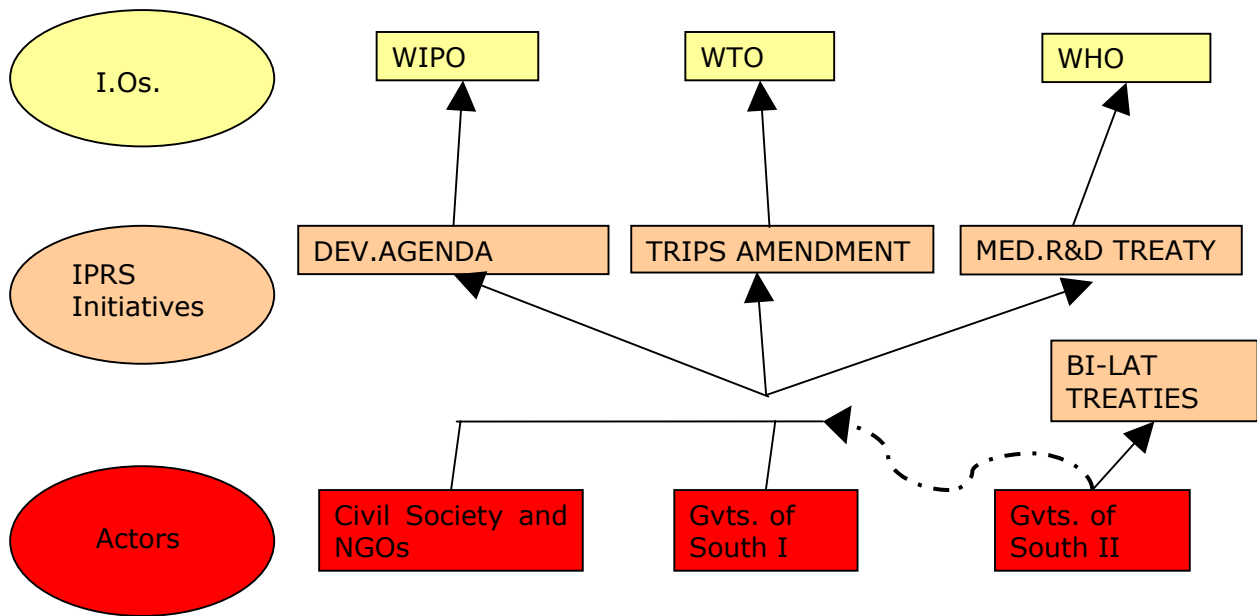 I.Os.
WIPO
WTO
WHO
IPRS
Initiatives
DEV.AGENDA
TRIPS AMENDMENT
MED.R&D TREATY
BI-LAT
TREATIES
Actors
Civil Society and
NGOs
Gvts. of
South I
Gvts. of
South II